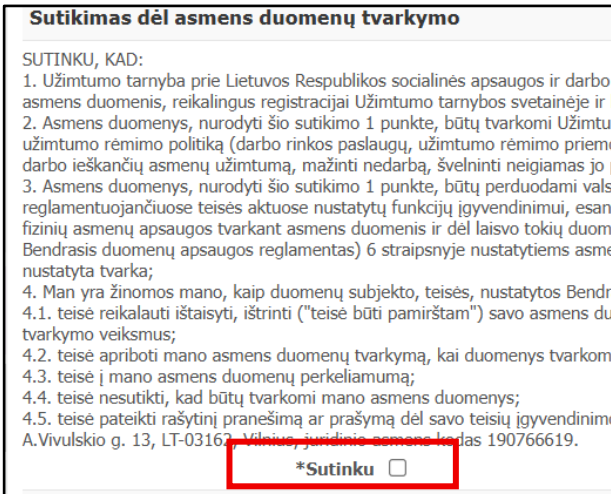 Sutikimas dėl asmens duomenų tvarkymo
SUTINKU, KAD:
1. Užimtumo tarnyba prie Lietuvos Respublikos socialinės apsaugos ir darbo
asmens duomenis, reikalingus registracijai Užimtumo tarnybos svetainėje ir
2. Asmens duomenys, nurodyti šio sutikimo 1 punkte, būtų tvarkomi Užimtu
užimtumo rėmimo politiką (darbo rinkos paslaugų, užimtumo rėmimo priem
darbo ieškančių asmenų užimtumą, mažinti nedarbą, švelninti neigiamas jo
3. Asmens duomenys, nurodyti šio sutikimo 1 punkte, būtų perduodami vals
reglamentuojančiuose teisės aktuose nustatytų funkcijų įgyvendinimui, esan
fizinių asmenų apsaugos tvarkant asmens duomenis ir dėl laisvo tokių duom
Bendrasis duomenų apsaugos reglamentas) 6 straipsnyje nustatytiems asme
nustatyta tvarka;
4. Man yra žinomos mano, kaip duomenų subjekto, teisės, nustatytos Bendr
4.1. teisė reikalauti ištaisyti, ištrinti ("teisė būti pamirštam") savo asmens du
tvarkymo veiksmus;
4.2. teisė apriboti mano asmens duomenų tvarkymą, kai duomenys tvarkom
4.3. teisė į mano asmens duomenų perkeliamumą;
4.4. teisė nesutikti, kad būtų tvarkomi mano asmens duomenys;
4.5. teisė pateikti rašytinį pranešimą ar prašymą dėl savo teisių įgyvendinim
A.Vivulskio g. 13, LT-03162, Vilnius, juridinio asmens kodas 190766619.
*Sutinku